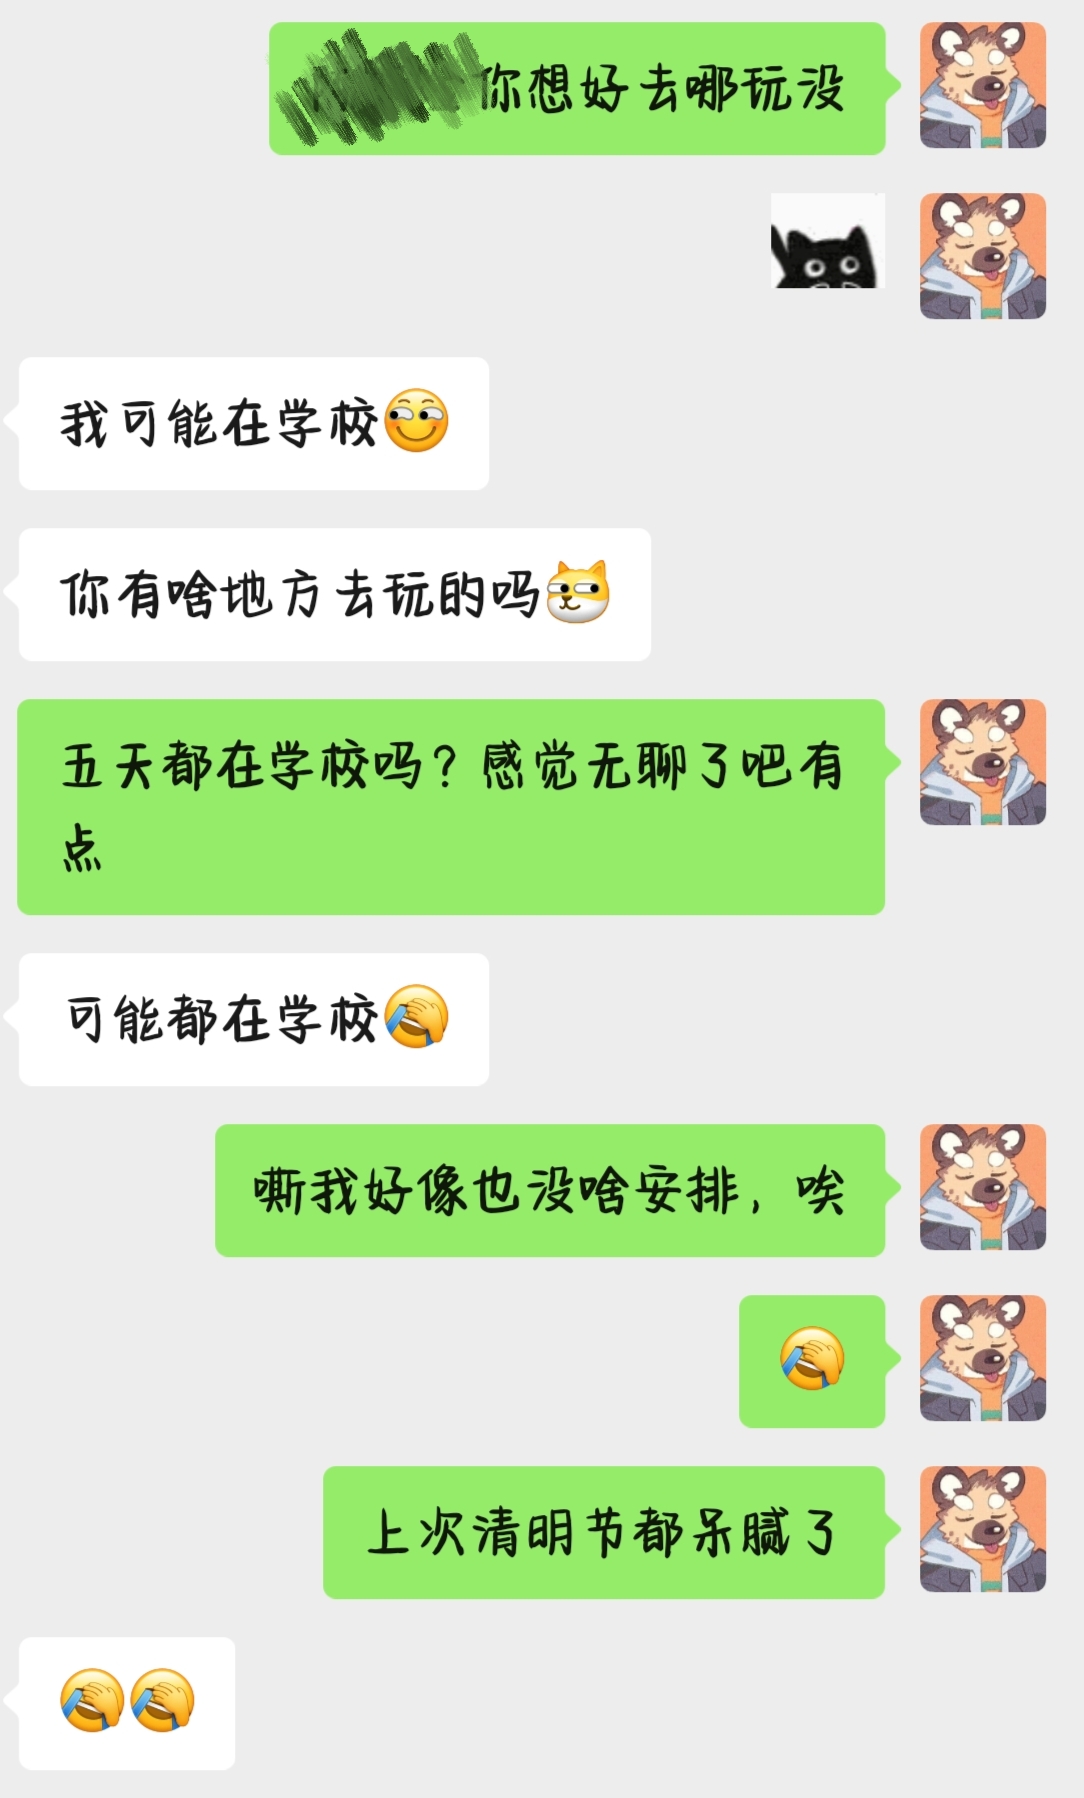 你想好去哪玩没
我可能在学校
你有啥地方去玩的吗
五天都在学校吗？感觉无聊了吧有
点
可能都在学校
嘶我好像也没啥安排，唉
上次清明节都呆腻了